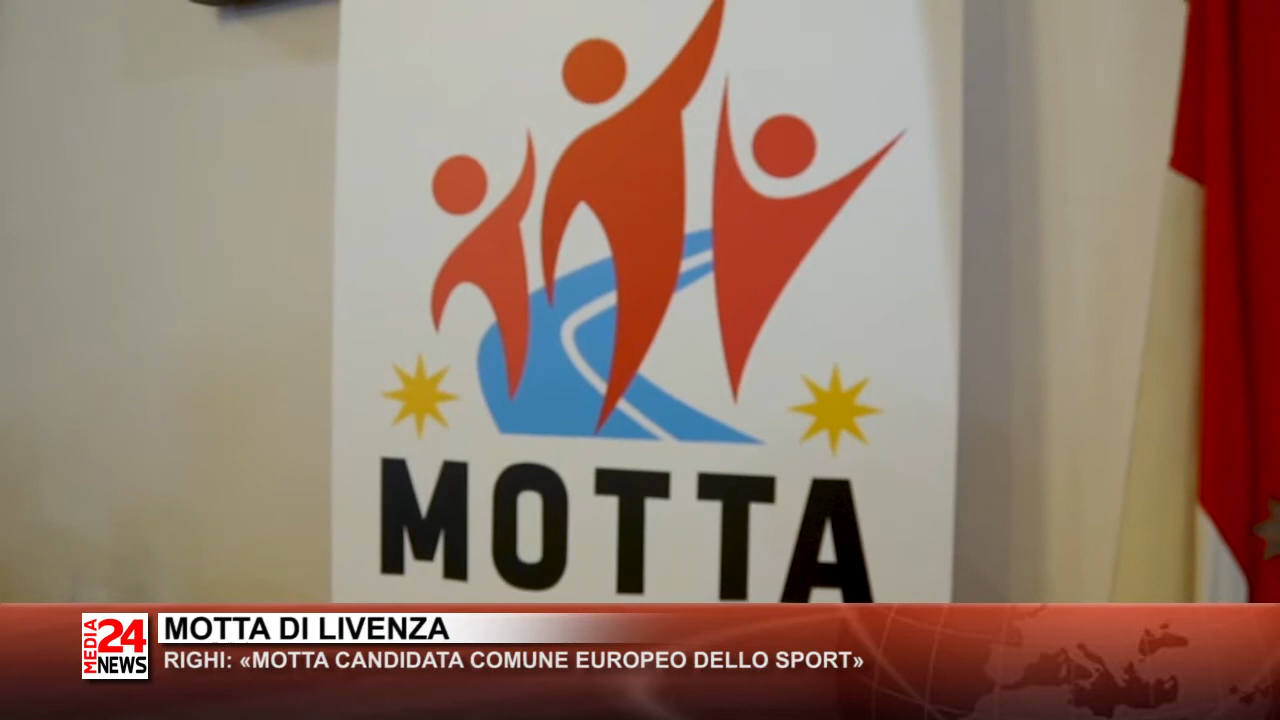 MOTTA
MEDIA
24
NEWS
MOTTA DI LIVENZA
RIGHI: «MOTTA CANDIDATA COMUNE EUROPEO DELLO SPORT»